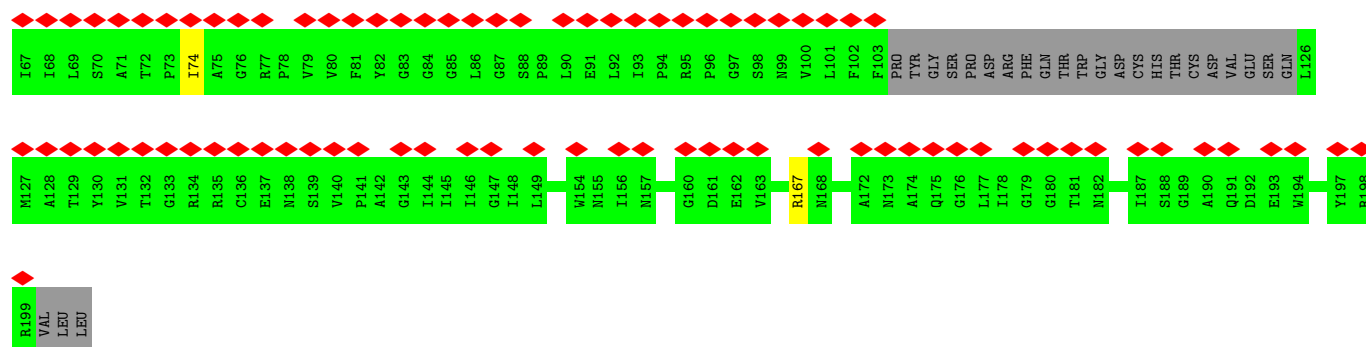 I67 I68 L69 S70 A71 T72 P73 I74 A75 G76 R77 P78 V79 V80 F81 Y82 G83 G84 G85 L86 G87 S88 P89 L90 E91 L92 I93 P94 R95 P96 G97 S98 N99 V100 L101 F102 F103 PRO TYR GLY SER PRO ASP ARG PHE GLN THR TRP GLY ASP CYS HIS THR CYS ASP VAL GLU SER GLN L126
M127 A128 T129 Y130 V131 T132 G133 R134 R135 C136 E137 N138 S139 V140 P141 A142 G143 I144 I145 I146 G147 I148 L149 W154 N155 I156 N157 G160 D161 E162 V163 R167 N168 A172 N173 A174 Q175 G176 L177 I178 G179 G180 T181 N182 I187 S188 G189 A190 Q191 D192 E193 W194 Y197 R198
R199 VAL LEU LEU